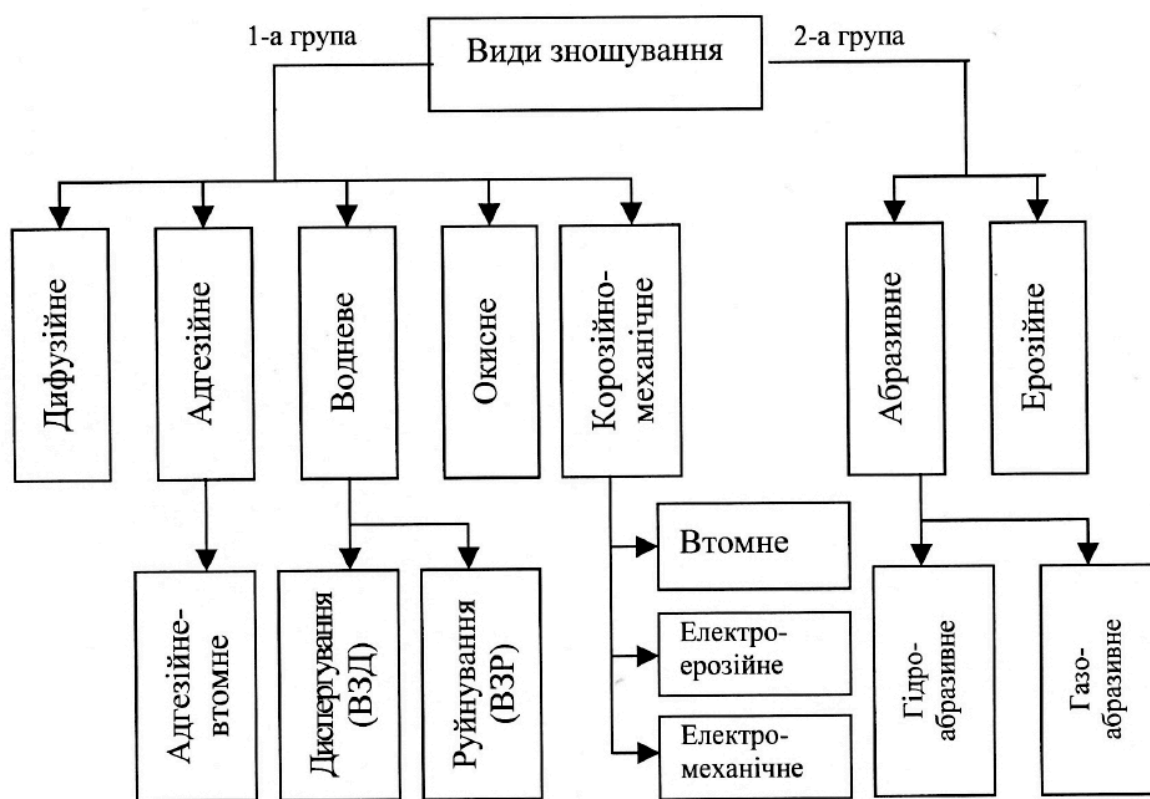 1-а група
Види зношування
2-а група
Дифузійне
Адгезійне
Водневе
Окисне
Корозійно-
механічне
Абразивне
Ерозійне
Адгезійне-
втомне
Диспергування
(ВЗД)
Руйнування
(ВЗР)
Втомне
Електро-
ерозійне
Електро-
механічне
Гідро-
абразивне
Газо-
абразивне